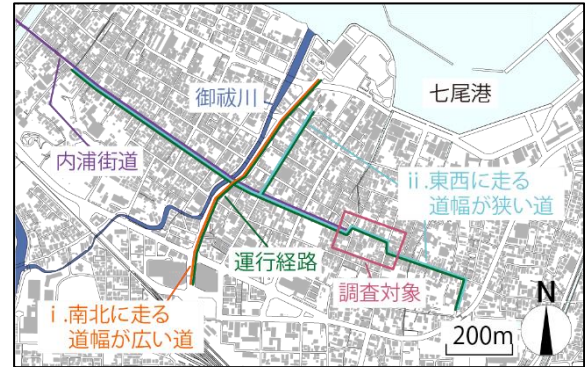 御祓川
七尾港
内浦街道
ⅱ.東西に走る
道幅が狭い道
運行経路
調査対象
ⅰ.南北に走る
道幅が広い道
200m
N